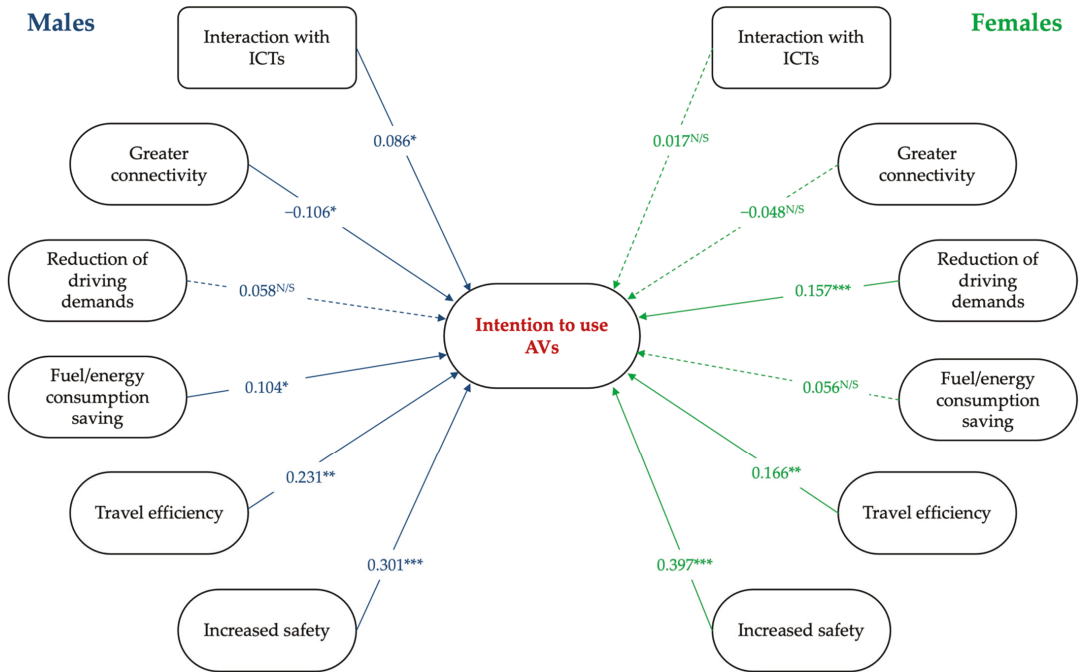 Males
Females
Interaction with
ICTs
Interaction with
ICTs
0.086*
0.017N/S
Greater
connectivity
Greater
connectivity
−0.106*
−0.048N/S
Reduction of
driving
demands
Reduction of
driving
demands
0.058N/S
0.157***
Intention to use
AVs
Fuel/energy
consumption
saving
Fuel/energy
consumption
saving
0.104*
0.056N/S
0.231**
0.166**
Travel efficiency
Travel efficiency
0.301***
0.397***
Increased safety
Increased safety